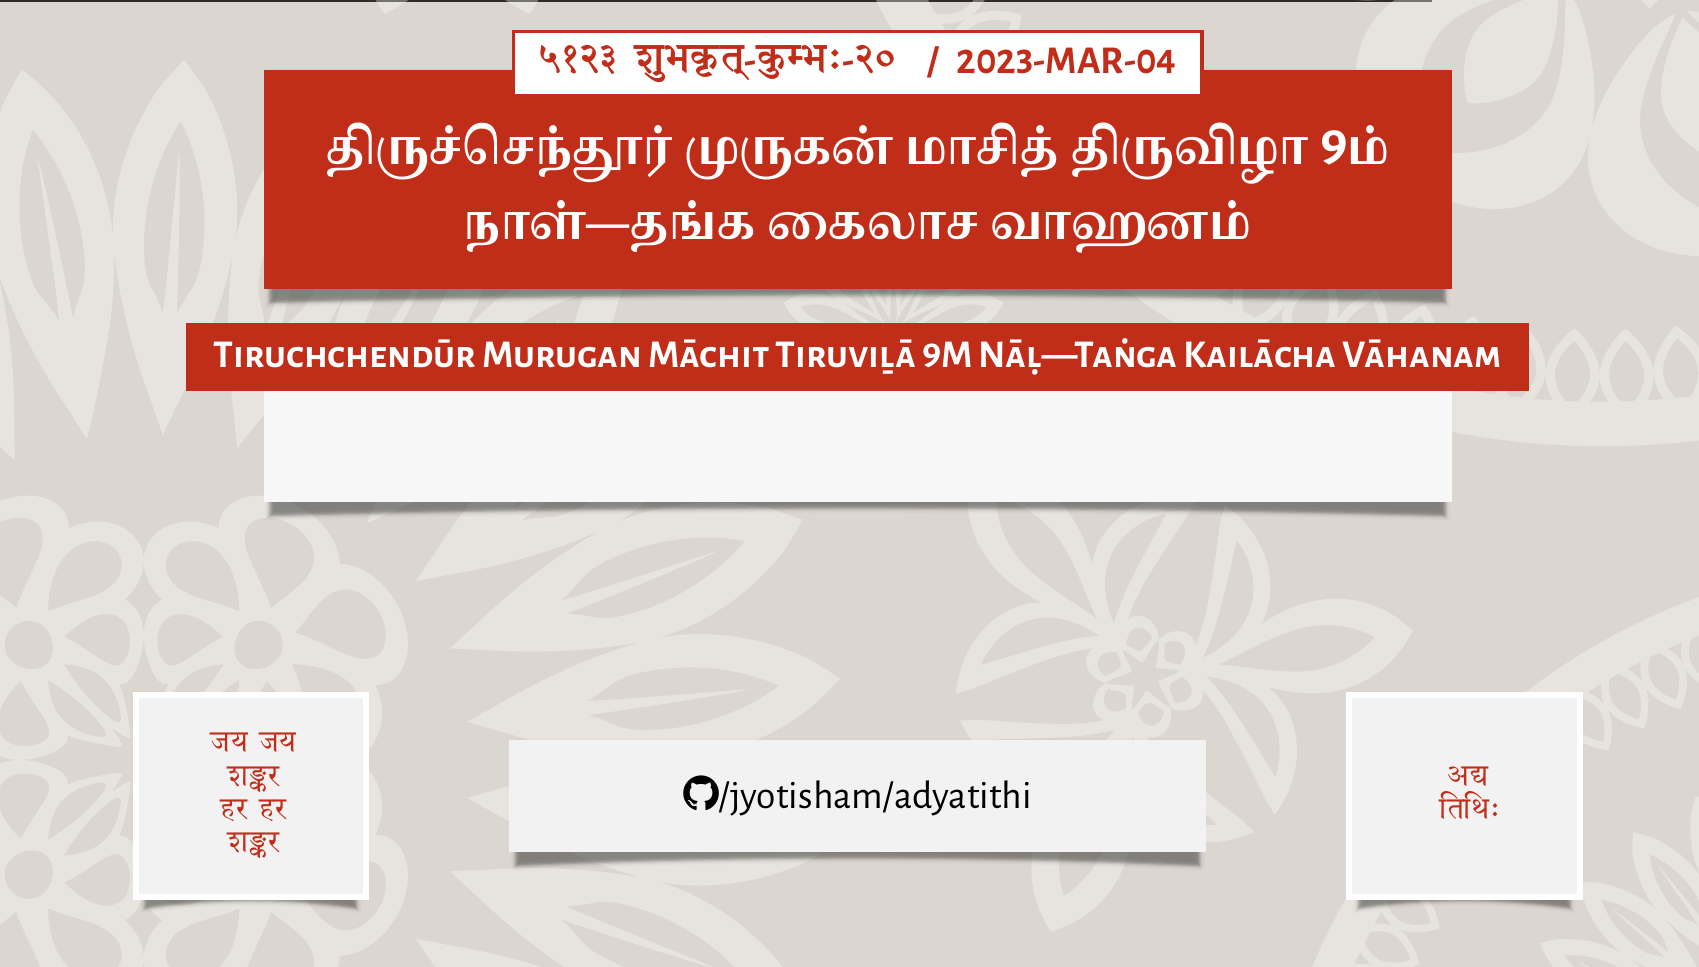 ५१२३ शुभकृत्-कुम्भः-२० / 2023-MAR-04
திருச்செந்தூர் முருகன் மாசித் திருவிழா 9ம்
நாள்—தங்க கைலாச வாஹனம்
Tiruchchendūr Murugan Māchit Tiruviḻā 9M Nāḷ—Taṅga Kailācha Vāhanam
जय जय
शङ्कर
हर हर
शङ्कर
/jyotisham/adyatithi
अद्य
तिथिः